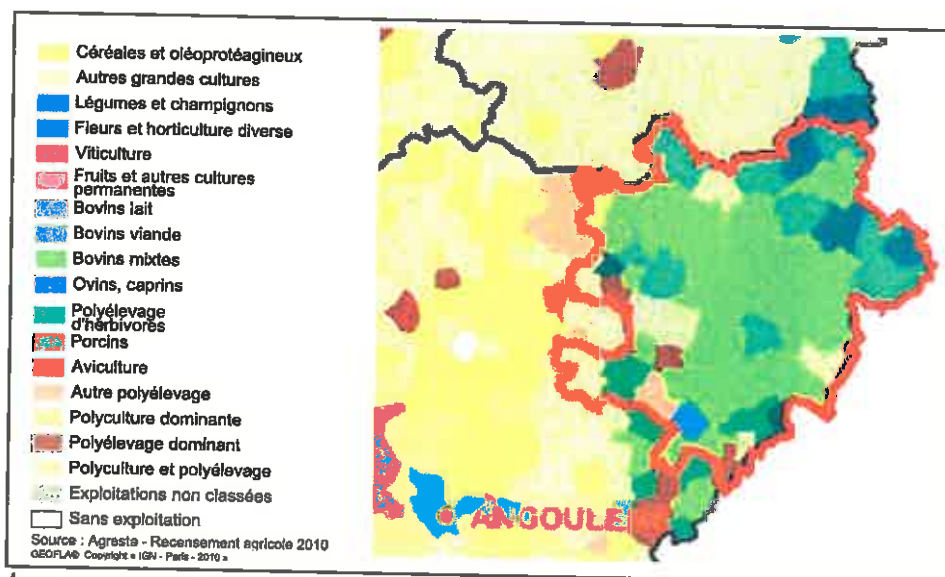 Céréales et oléoprotéagineux
Autres grandes cultures
Légumes et champignons
Fleurs et horticulture diverse
Viticulture
Fruits et autres cultures
permanentes
Bovins lait
Bovins viande
Bovins mixtes
Ovins, caprins
Polyélevage
d'herbivores
Porcins
Aviculture
Autre polyélevage
Polyculture dominante
Polyélevage dominant
Polyculture et polyélevage
Exploitations non classées
Sans exploitation
Source : Agreste - Recensement agricole 2010
GEOFLA® Copyright « IGN - Paris - 2010 »
ANGOULE